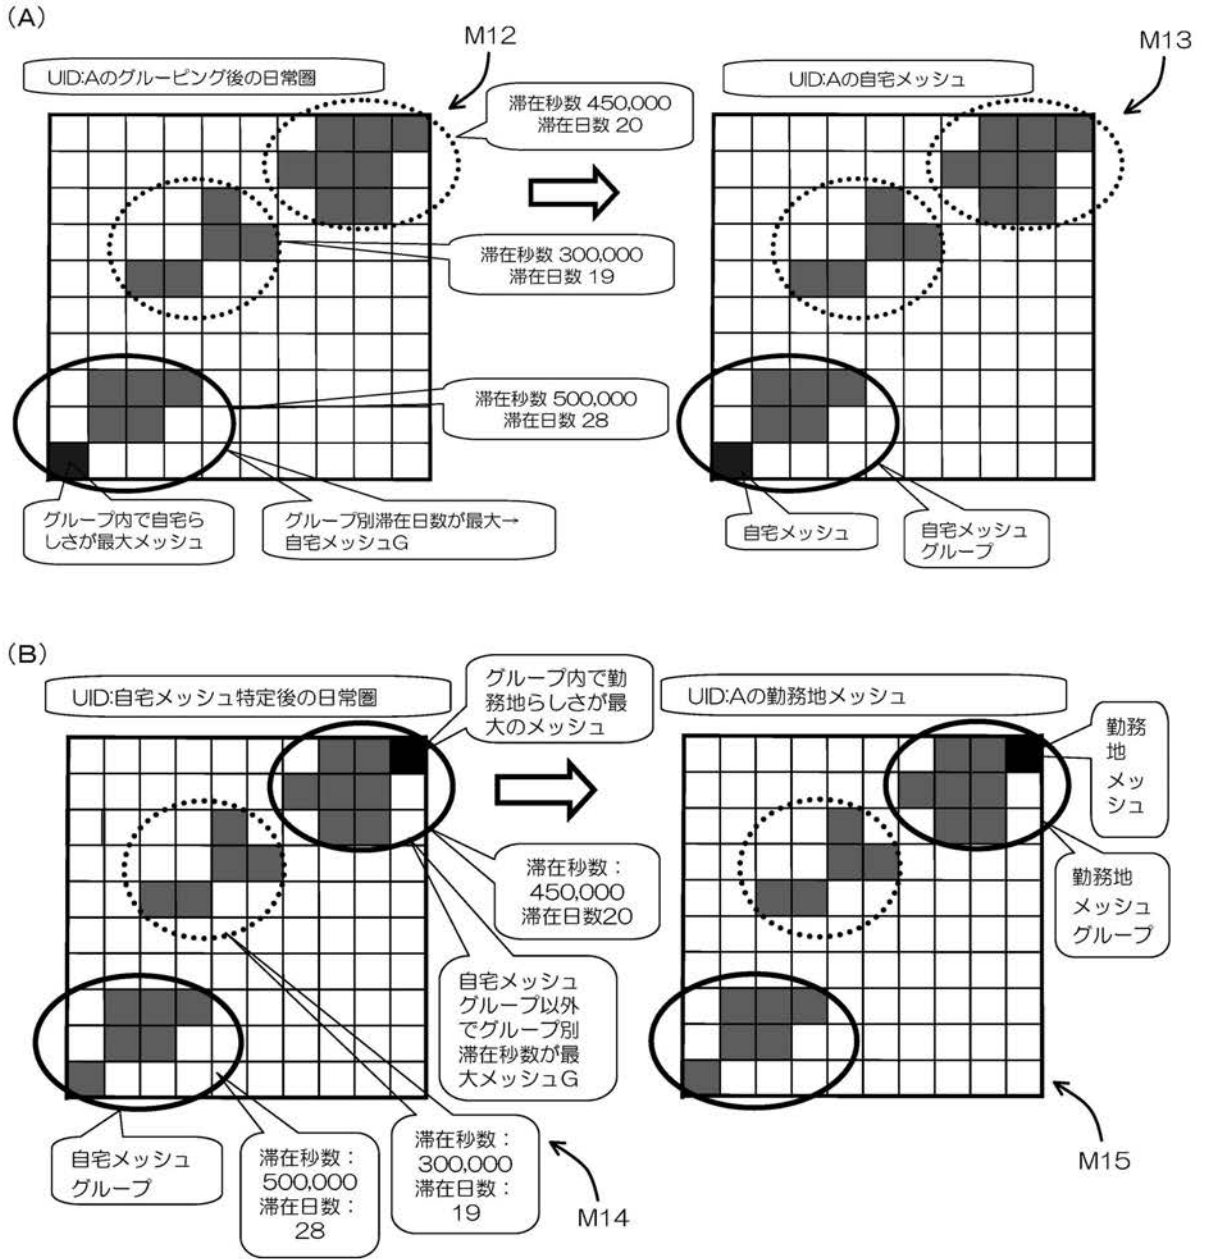 (A)
M12
M13
UID:Aのグルーピング後の日常圏
滞在秒数 450,000
滞在日数 20
UID:Aの自宅メッシュ
滞在秒数 300,000
滞在日数 19
滞在秒数 500,000
滞在日数 28
グループ内で自宅ら
しさが最大メッシュ
グループ別滞在日数が最大→
自宅メッシュG
自宅メッシュ
自宅メッシュ
グループ
(B)
UID:自宅メッシュ特定後の日常圏
グループ内で勤
務地らしさが最
大のメッシュ
UID:Aの勤務地メッシュ
勤務
地
メッ
シュ
滞在秒数：
450,000
滞在日数20
勤務地
メッシュ
グループ
自宅メッシュ
グループ以外
でグループ別
滞在秒数が最
大メッシュG
自宅メッシュ
グループ
滞在秒数：
500,000
滞在日数：
28
滞在秒数：
300,000
滞在日数：
19
M14
M15